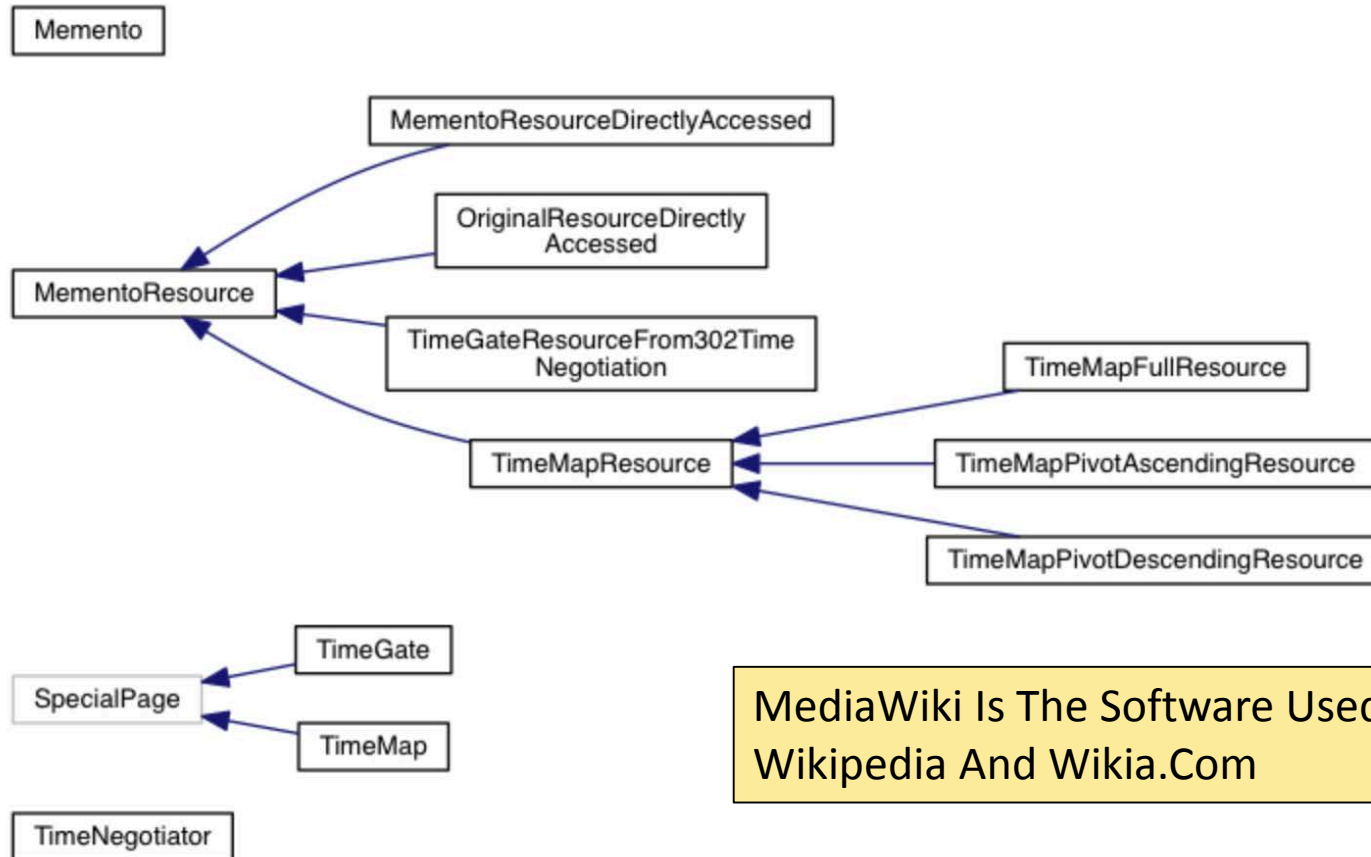 Memento
MementoResourceDirectlyAccessed
OriginalResourceDirectly
Accessed
MementoResource
TimeGateResourceFrom302Time
Negotiation
TimeMapFullResource
TimeMapResource
TimeMapPivotAscendingResource
TimeMapPivotDescendingResource
TimeGate
SpecialPage
TimeMap
MediaWiki Is The Software Used
Wikipedia And Wikia.Com
TimeNegotiator